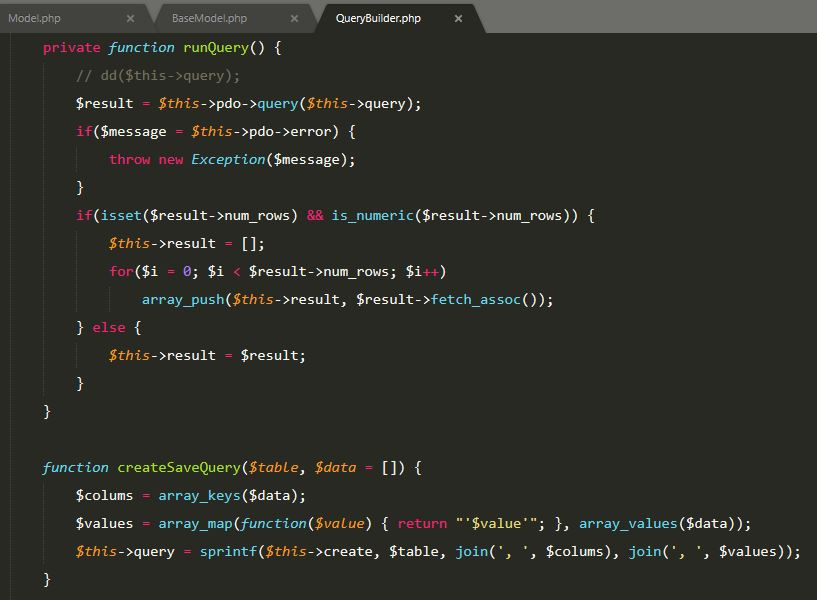 Model.php × BaseModel.php × QueryBuilder.php ×
private function runQuery() {
// dd($this->query);
$result = $this->pdo->query($this->query);
if($message = $this->pdo->error) {
throw new Exception($message);
}
if(isset($result->num_rows) && is_numeric($result->num_rows)) {
$this->result = [];
for($i = 0; $i < $result->num_rows; $i++)
array_push($this->result, $result->fetch_assoc());
} else {
$this->result = $result;
}
}
function createSaveQuery($table, $data = []) {
$colums = array_keys($data);
$values = array_map(function($value) { return "'$value'"; }, array_values($data));
$this->query = sprintf($this->create, $table, join(', ', $colums), join(', ', $values));
}